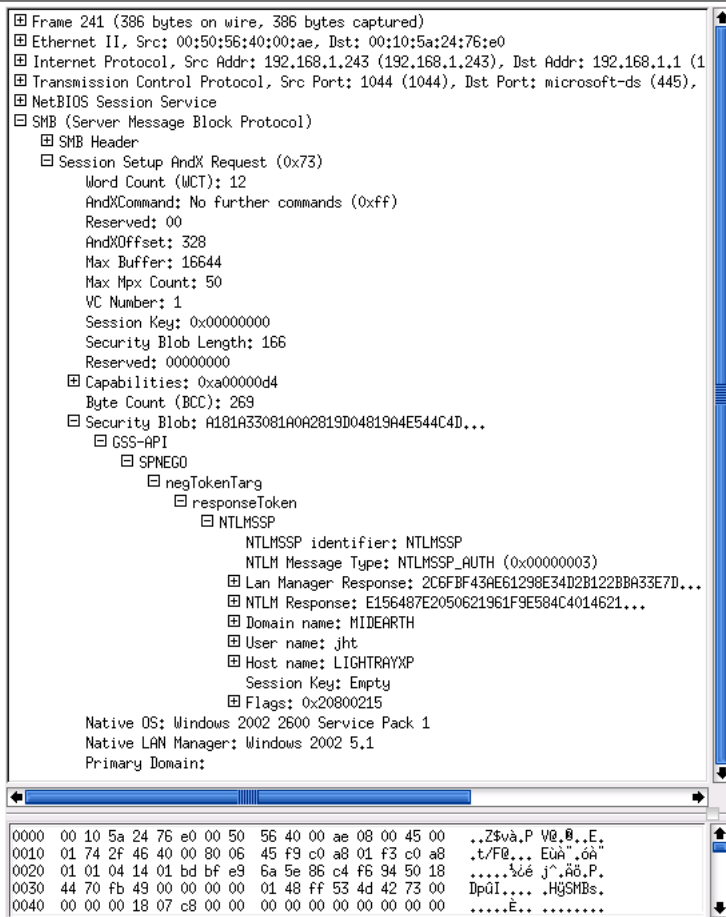 Frame 241 (386 bytes on wire, 386 bytes captured)
Ethernet II, Src: 00:50:56:40:00:ae, Dst: 00:10:5a:24:76:e0
Internet Protocol, Src Addr: 192.168.1.243 (192.168.1.243), Dst Addr: 192.168.1.1 (1
Transmission Control Protocol, Src Port: 1044 (1044), Dst Port: microsoft-ds (445),
NetBIOS Session Service
SMB (Server Message Block Protocol)
SMB Header
Session Setup AndX Request (0x73)
Word Count (WCT): 12
AndXCommand: No further commands (0xff)
Reserved: 00
AndXOffset: 328
Max Buffer: 16644
Max Mpx Count: 50
VC Number: 1
Session Key: 0x00000000
Security Blob Length: 166
Reserved: 00000000
Capabilities: 0xa00000d4
Byte Count (BCC): 269
Security Blob: A181A33081A0A2819D04819A4E544C4D...
GSS-API
SPNEGO
negTokenTarg
responseToken
NTLMSSP
NTLMSSP identifier: NTLMSSP
NTLM Message Type: NTLMSSP_AUTH (0x00000003)
Lan Manager Response: 2C6FBF43AE61298E34D2B122BBA33E7D...
NTLM Response: E156487E2050621961F9E584C4014621...
Domain name: MIDEARTH
User name: jht
Host name: LIGHTRAYXP
Session Key: Empty
Flags: 0x20800215
Native OS: Windows 2002 2600 Service Pack 1
Native LAN Manager: Windows 2002 5.1
Primary Domain:
0000 00 10 5a 24 76 e0 00 50 56 40 00 ae 08 00 45 00 ..Z$và.P V@.®..E.
0010 01 74 2f 46 40 00 80 06 45 f9 c0 a8 01 f3 c0 a8 .t/F@... EùÀ¨.óÀ¨
0020 01 01 04 14 01 bd bf e9 6a 5e 86 c4 f6 94 50 18 .....½¿é j^.Äö.P.
0030 44 70 fb 49 00 00 00 00 01 48 ff 53 4d 42 73 00 DpûI.... .HÿSMBs.
0040 00 00 00 18 07 c8 00 00 00 00 00 00 00 00 00 00 .....È.. ........